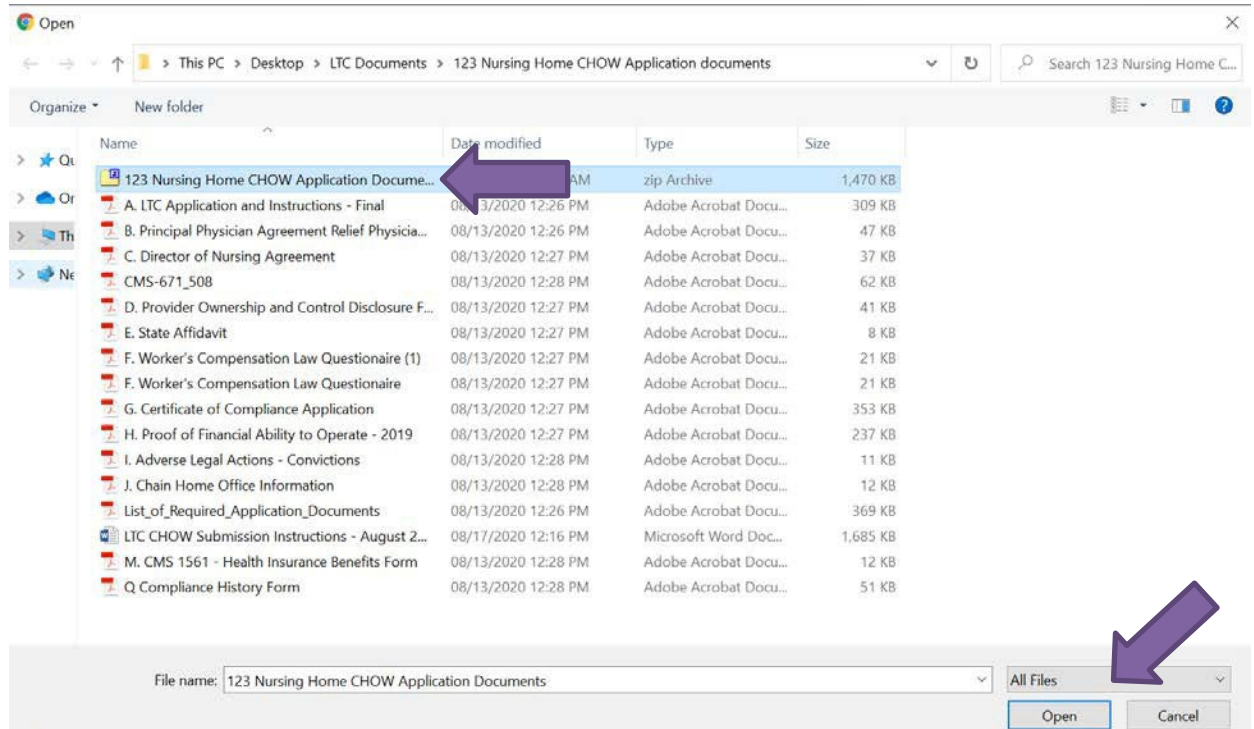 Open
This PC > Desktop > LTC Documents > 123 Nursing Home CHOW Application documents
Search 123 Nursing Home C...
Organize New folder
Name Date modified Type Size
123 Nursing Home CHOW Application Docume... AM zip Archive 1,470 KB
A. LTC Application and Instructions - Final 08/13/2020 12:26 PM Adobe Acrobat Docu... 309 KB
B. Principal Physician Agreement Relief Physicia... 08/13/2020 12:26 PM Adobe Acrobat Docu... 47 KB
C. Director of Nursing Agreement 08/13/2020 12:27 PM Adobe Acrobat Docu... 37 KB
CMS-671_508 08/13/2020 12:28 PM Adobe Acrobat Docu... 62 KB
D. Provider Ownership and Control Disclosure F... 08/13/2020 12:27 PM Adobe Acrobat Docu... 41 KB
E. State Affidavit 08/13/2020 12:27 PM Adobe Acrobat Docu... 8 KB
F. Worker's Compensation Law Questionaire (1) 08/13/2020 12:27 PM Adobe Acrobat Docu... 21 KB
F. Worker's Compensation Law Questionaire 08/13/2020 12:27 PM Adobe Acrobat Docu... 21 KB
G. Certificate of Compliance Application 08/13/2020 12:27 PM Adobe Acrobat Docu... 353 KB
H. Proof of Financial Ability to Operate - 2019 08/13/2020 12:27 PM Adobe Acrobat Docu... 237 KB
I. Adverse Legal Actions - Convictions 08/13/2020 12:28 PM Adobe Acrobat Docu... 11 KB
J. Chain Home Office Information 08/13/2020 12:28 PM Adobe Acrobat Docu... 12 KB
List_of_Required_Application_Documents 08/13/2020 12:26 PM Adobe Acrobat Docu... 369 KB
LTC CHOW Submission Instructions - August 2... 08/17/2020 12:16 PM Microsoft Word Doc... 1,685 KB
M. CMS 1561 - Health Insurance Benefits Form 08/13/2020 12:28 PM Adobe Acrobat Docu... 12 KB
Q Compliance History Form 08/13/2020 12:28 PM Adobe Acrobat Docu... 51 KB
Qu
Or
Th
Ne
File name: 123 Nursing Home CHOW Application Documents All Files
Open Cancel